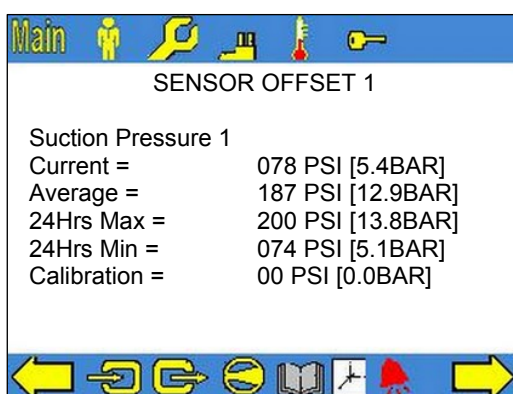 Main
SENSOR OFFSET 1
Suction Pressure 1
Current = 078 PSI [5.4BAR]
Average = 187 PSI [12.9BAR]
24Hrs Max = 200 PSI [13.8BAR]
24Hrs Min = 074 PSI [5.1BAR]
Calibration = 00 PSI [0.0BAR]